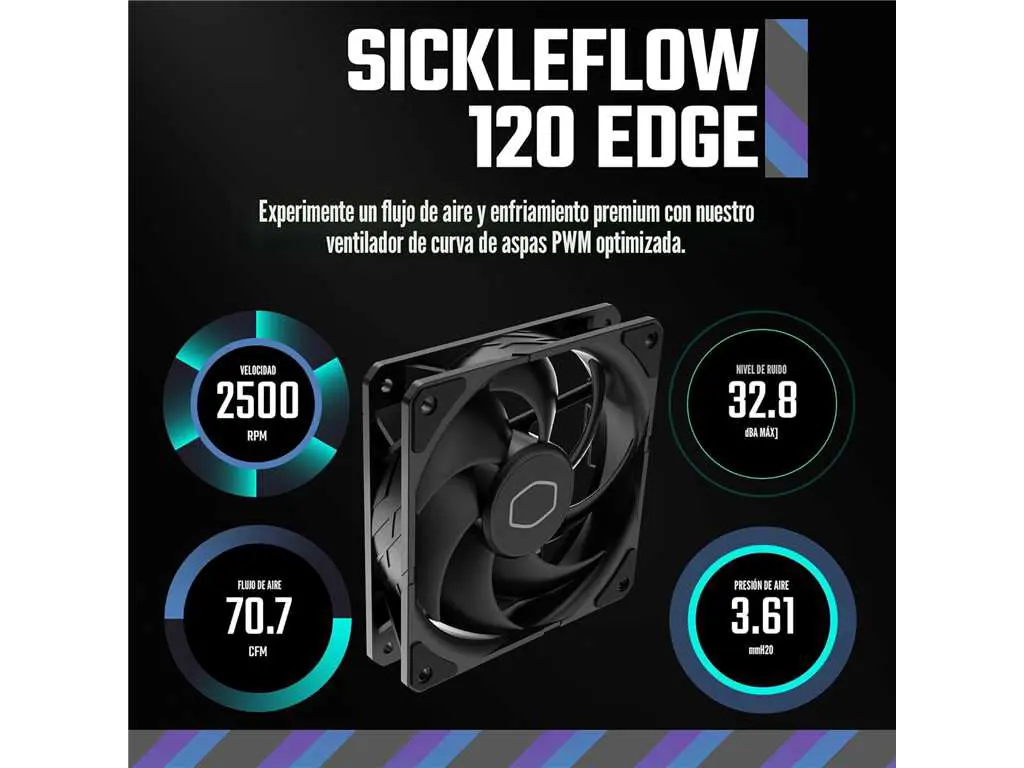 SICKLEFLOW
120 EDGE
Experimente un flujo de aire y enfriamiento premium con nuestro
ventilador de curva de aspas PWM optimizada.
VELOCIDAD
2500
RPM
NIVEL DE RUIDO
32.8
dBA MÁX]
FLUJO DE AIRE
70.7
CFM
PRESIÓN DE AIRE
3.61
mmH2O